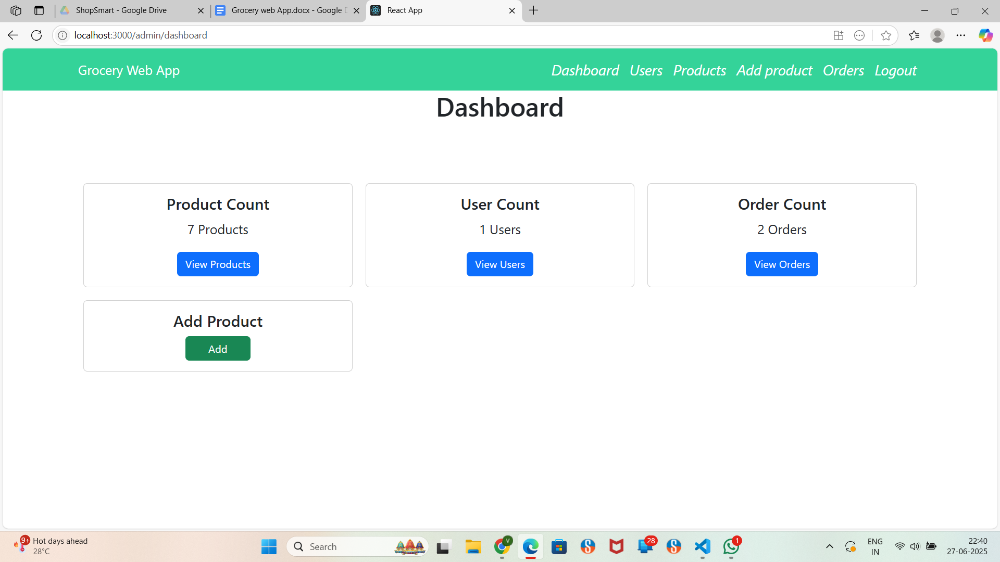 ShopSmart - Google Drive
Grocery web App.docx - Google
React App
localhost:3000/admin/dashboard
Grocery Web App
Dashboard Users Products Add product Orders Logout
Dashboard
Product Count
7 Products
View Products
User Count
1 Users
View Users
Order Count
2 Orders
View Orders
Add Product
Add
9+
Hot days ahead
28°C
Search
V
28
1
ENG
IN
22:40
27-06-2025